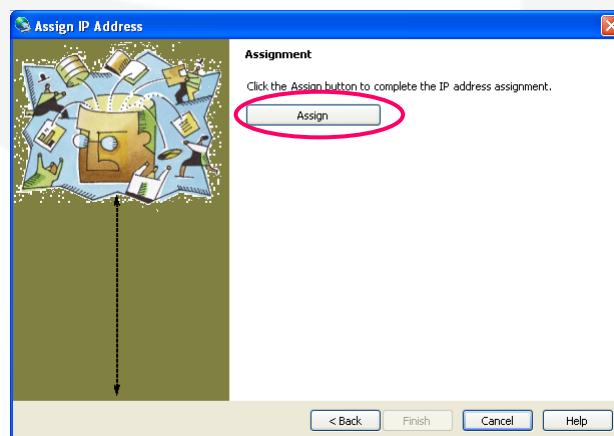 Assign IP Address
Assignment
Click the Assign button to complete the IP address assignment.
Assign
< Back Finish Cancel Help